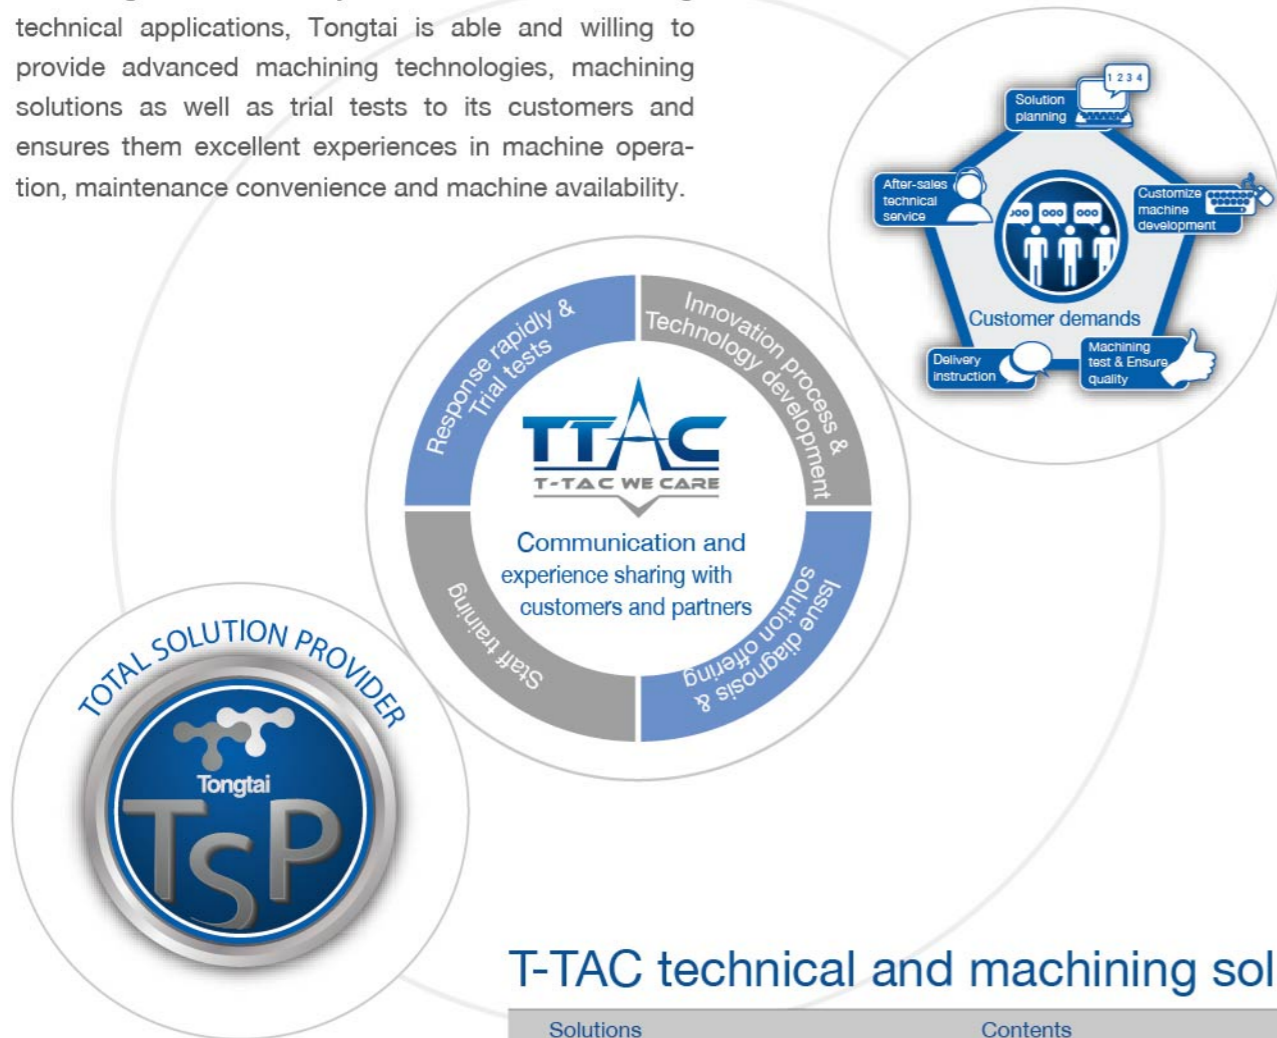 technical applications, Tongtai is able and willing to
provide advanced machining technologies, machining
solutions as well as trial tests to its customers and
ensures them excellent experiences in machine opera-
tion, maintenance convenience and machine availability.
1 2 3 4
Solution
planning
After-sales
technical
service
Customize
machine
development
Customer demands
Delivery
instruction
Machining
test & Ensure
quality
Response rapidly &
Trial tests
Innovation process &
Technology development
TTAC
T-TAC WE CARE
Communication and
experience sharing with
customers and partners
Staff training
Issue diagnosis &
solution offering
TOTAL SOLUTION PROVIDER
Tongtai
TSP
T-TAC technical and machining sol
Solutions
Contents